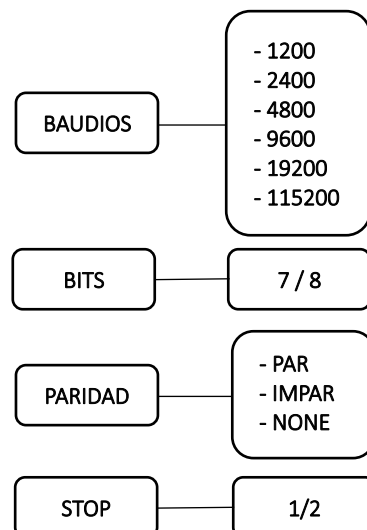 BAUDIOS
- 1200
- 2400
- 4800
- 9600
- 19200
- 115200
BITS
7 / 8
PARIDAD
- PAR
- IMPAR
- NONE
STOP
1/2